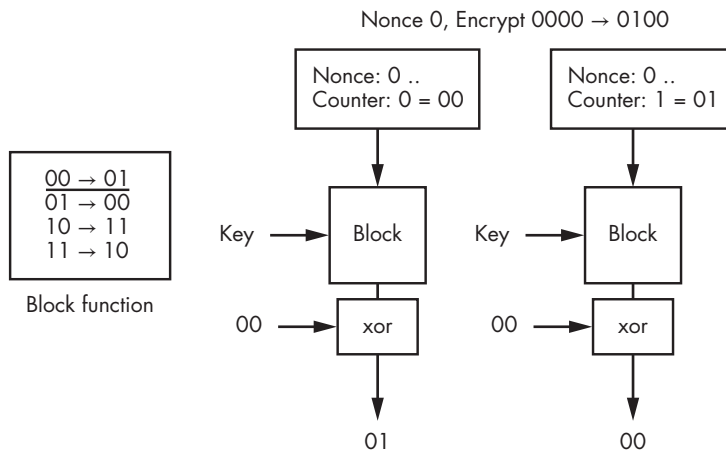 Nonce 0, Encrypt 0000 → 0100
Nonce: 0 ..
Counter: 0 = 00
Nonce: 0 ..
Counter: 1 = 01
00 → 01
01 → 00
10 → 11
11 → 10
Block function
Key
Block
Key
Block
00
xor
00
xor
01
00